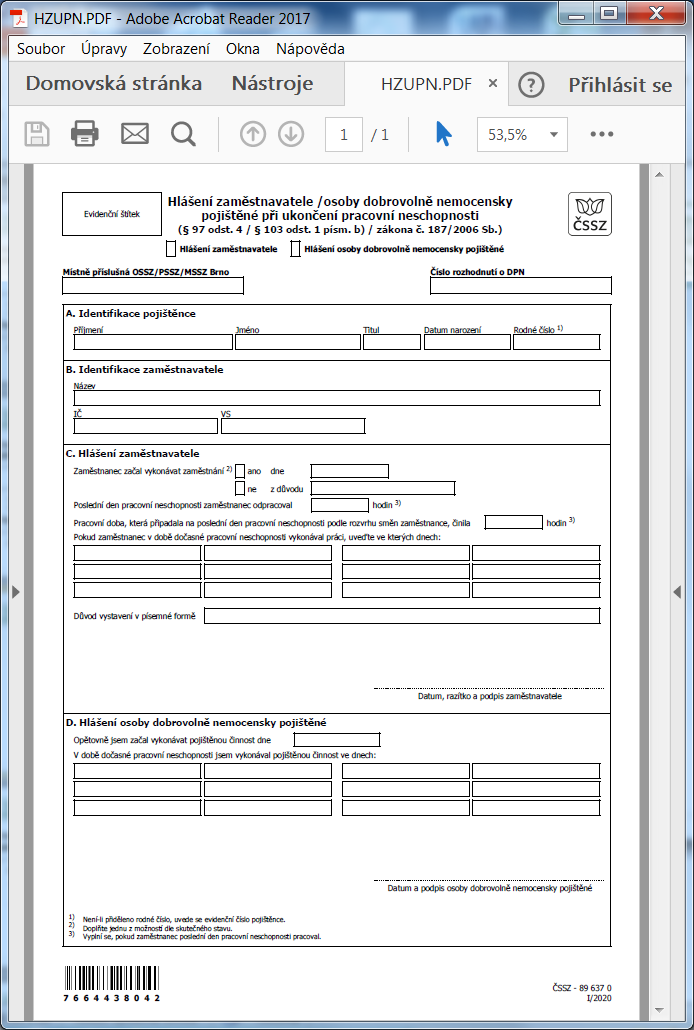 HZUPN.PDF - Adobe Acrobat Reader 2017
Soubor Úpravy Zobrazení Okna Nápověda
Domovská stránka Nástroje HZUPN.PDF × ? Přihlásit se
1 / 1 53,5%
Evidenční štítek
Hlášení zaměstnavatele /osoby dobrovolně nemocensky
pojištěné při ukončení pracovní neschopnosti
(§ 97 odst. 4 / § 103 odst. 1 písm. b) / zákona č. 187/2006 Sb.)
ČSSZ
Hlášení zaměstnavatele Hlášení osoby dobrovolně nemocensky pojištěné
Místně příslušná OSSZ/PSSZ/MSSZ Brno Číslo rozhodnutí o DPN
A. Identifikace pojištěnce
Příjmení Jméno Titul Datum narození Rodné číslo 1)
B. Identifikace zaměstnavatele
Název
IČ VS
C. Hlášení zaměstnavatele
Zaměstnanec začal vykonávat zaměstnání 2) ano dne
ne z důvodu
Poslední den pracovní neschopnosti zaměstnanec odpracoval hodin 3)
Pracovní doba, která připadala na poslední den pracovní neschopnosti podle rozvrhu směn zaměstnance, činila hodin 3)
Pokud zaměstnanec v době dočasné pracovní neschopnosti vykonával práci, uveďte ve kterých dnech:
Důvod vystavení v písemné formě
Datum, razítko a podpis zaměstnavatele
D. Hlášení osoby dobrovolně nemocensky pojištěné
Opětovně jsem začal vykonávat pojištěnou činnost dne
V době dočasné pracovní neschopnosti jsem vykonával pojištěnou činnost ve dnech:
Datum a podpis osoby dobrovolně nemocensky pojištěné
1) Není-li přiděleno rodné číslo, uvede se evidenční číslo pojištěnce.
2) Doplňte jednu z možností dle skutečného stavu.
3) Vyplní se, pokud zaměstnanec poslední den pracovní neschopnosti pracoval.
7664438042
ČSSZ - 89 637 0
I/2020